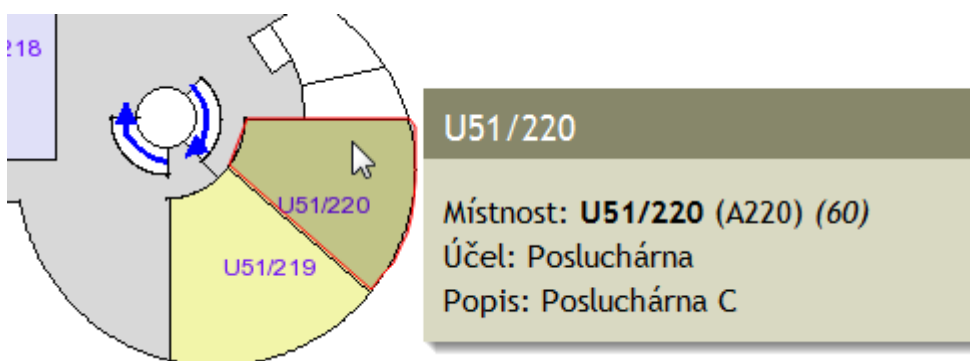 218
U51/220
U51/219
U51/220
Místnost: U51/220 (A220) (60)
Účel: Posluchárna
Popis: Posluchárna C